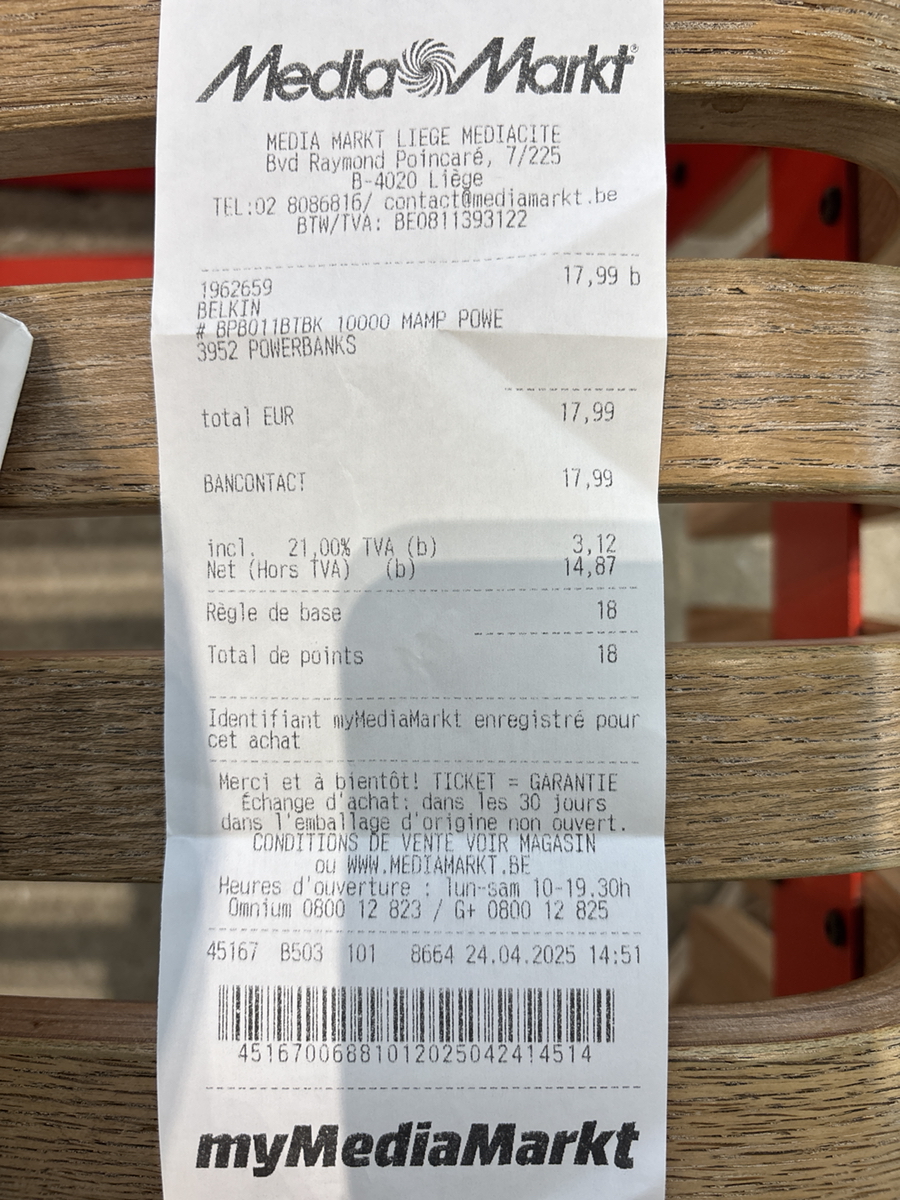 Media Markt®
MEDIA MARKT LIEGE MEDIACITE
Bvd Raymond Poincaré, 7/225
B-4020 Liège
TEL:02 8086816/ contact@mediamarkt.be
BTW/TVA: BE0811393122
1962659 17,99 b
BELKIN
# BPB011BTBK 10000 MAMP POWE
3952 POWERBANKS
total EUR 17,99
BANCONTACT 17,99
incl. 21,00% TVA (b) 3,12
Net (Hors TVA) (b) 14,87
Règle de base 18
Total de points 18
Identifiant myMediaMarkt enregistré pour
cet achat
Merci et à bientôt! TICKET = GARANTIE
Échange d'achat: dans les 30 jours
dans l'emballage d'origine non ouvert.
CONDITIONS DE VENTE VOIR MAGASIN
ou WWW.MEDIAMARKT.BE
Heures d'ouverture : lun-sam 10-19.30h
Omnium 0800 12 823 / G+ 0800 12 825
45167 B503 101 8664 24.04.2025 14:51
45167006881012025042414514
myMediaMarkt